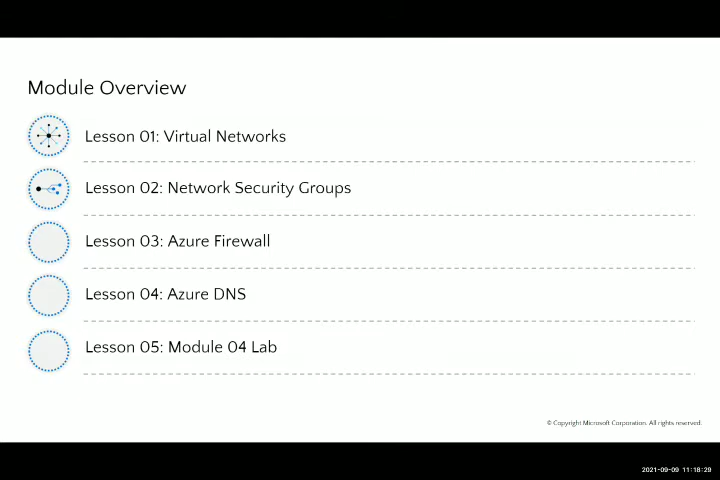 Module Overview
Lesson 01: Virtual Networks
Lesson 02: Network Security Groups
Lesson 03: Azure Firewall
Lesson 04: Azure DNS
Lesson 05: Module 04 Lab
© Copyright Microsoft Corporation. All rights reserved.
2021-09-09 11:18:29